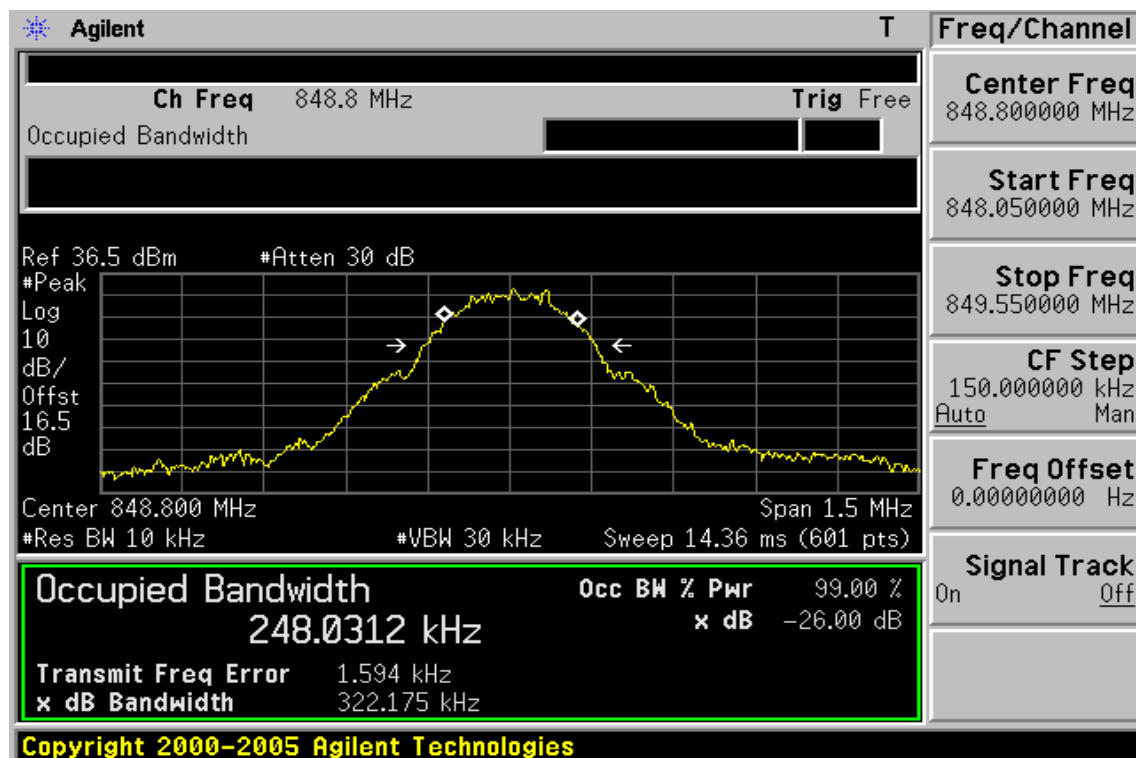 Agilent T
Freq/Channel
Ch Freq 848.8 MHz Trig Free
Occupied Bandwidth
Center Freq
848.800000 MHz
Start Freq
848.050000 MHz
Stop Freq
849.550000 MHz
CF Step
150.000000 kHz
Auto Man
Freq Offset
0.00000000 Hz
Signal Track
On Off
Ref 36.5 dBm #Atten 30 dB
#Peak
Log
10
dB/
Offst
16.5
dB
Center 848.800 MHz Span 1.5 MHz
#Res BW 10 kHz #VBW 30 kHz Sweep 14.36 ms (601 pts)
Occupied Bandwidth Occ BW % Pwr 99.00 %
248.0312 kHz x dB -26.00 dB
Transmit Freq Error 1.594 kHz
x dB Bandwidth 322.175 kHz
Copyright 2000-2005 Agilent Technologies